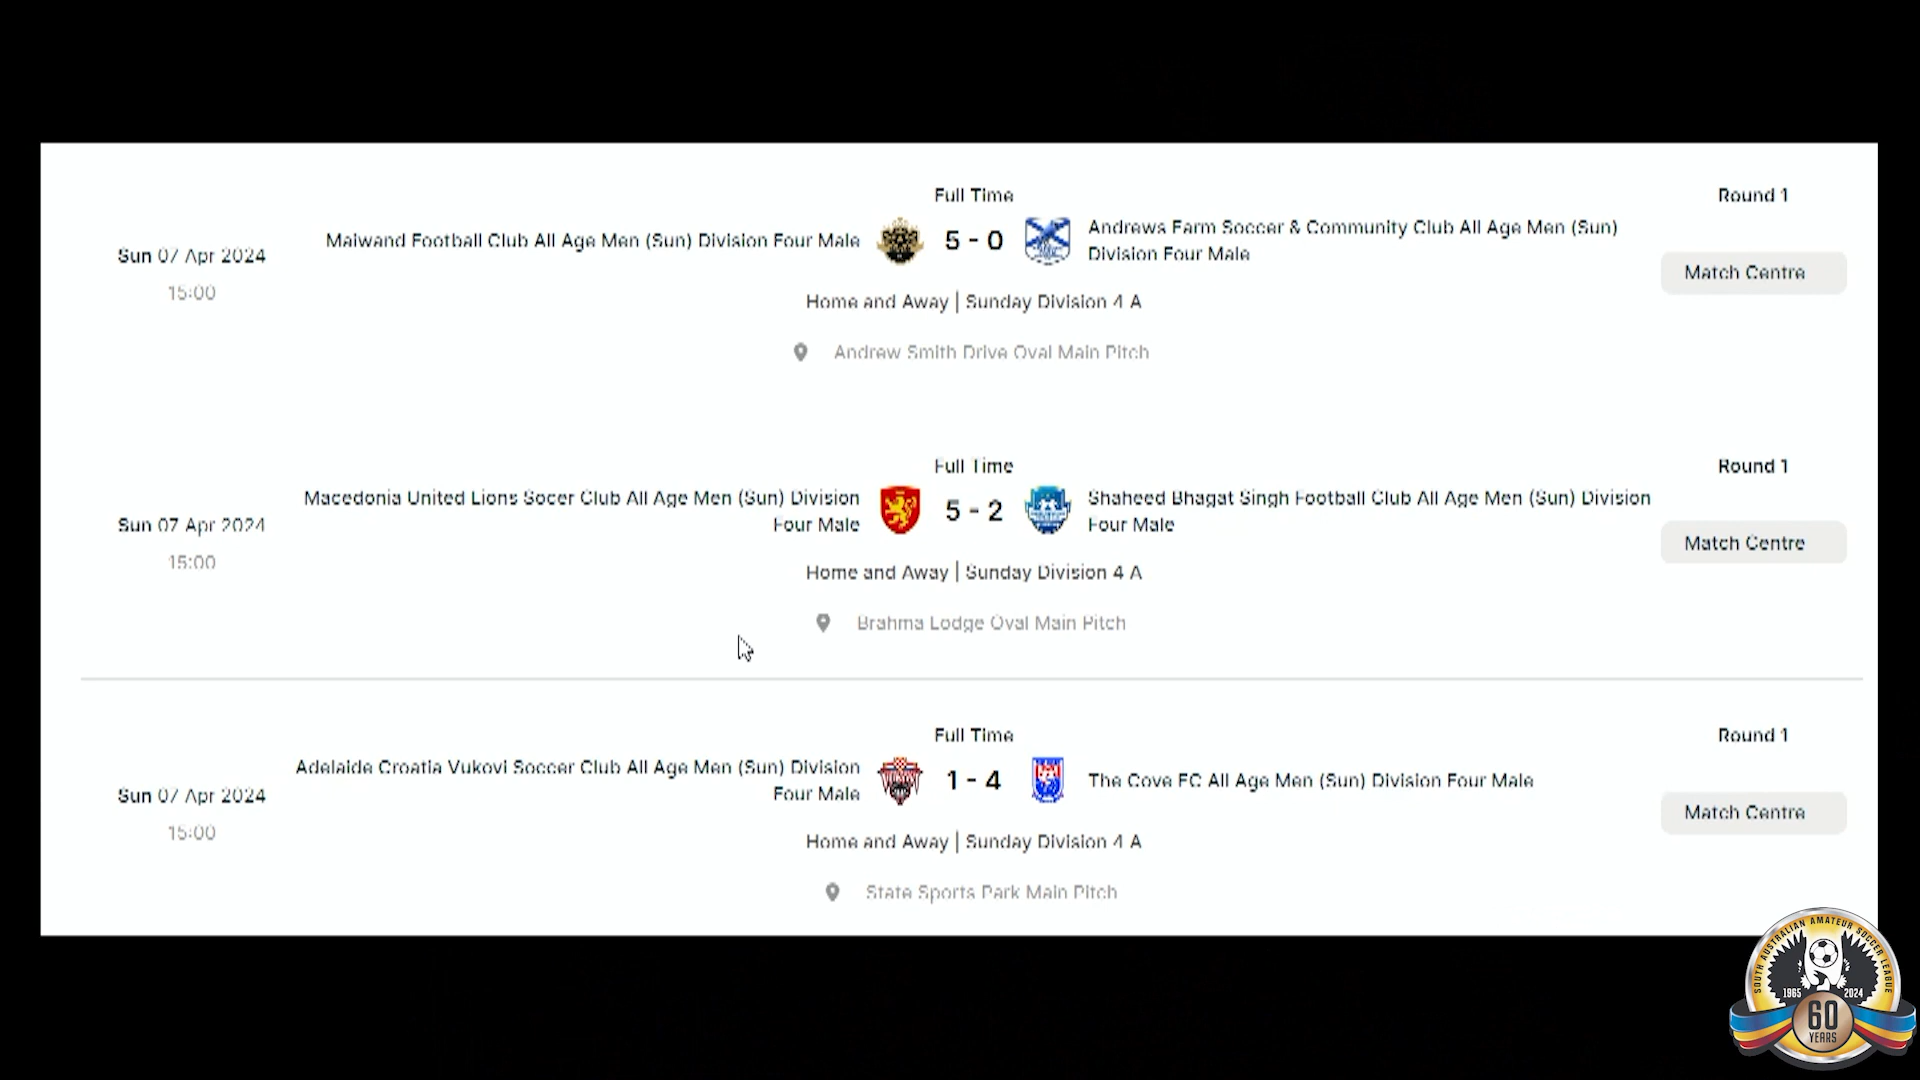 Full Time
Round 1
Maiwand Football Club All Age Men (Sun) Division Four Male
5 - 0
Andrews Farm Soccer & Community Club All Age Men (Sun)
Division Four Male
Sun 07 Apr 2024
15:00
Match Centre
Home and Away | Sunday Division 4 A
Andrew Smith Drive Oval Main Pitch
Full Time
Round 1
Macedonia United Lions Socer Club All Age Men (Sun) Division
Four Male
5 - 2
Shaheed Bhagat Singh Football Club All Age Men (Sun) Division
Four Male
Sun 07 Apr 2024
15:00
Match Centre
Home and Away | Sunday Division 4 A
Brahma Lodge Oval Main Pitch
Full Time
Round 1
Adelaide Croatia Vukovi Soccer Club All Age Men (Sun) Division
Four Male
1 - 4
The Cove FC All Age Men (Sun) Division Four Male
Sun 07 Apr 2024
15:00
Match Centre
Home and Away | Sunday Division 4 A
State Sports Park Main Pitch
SOUTH AUSTRALIAN AMATEUR SOCCER LEAGUE
1965 2024
60
YEARS